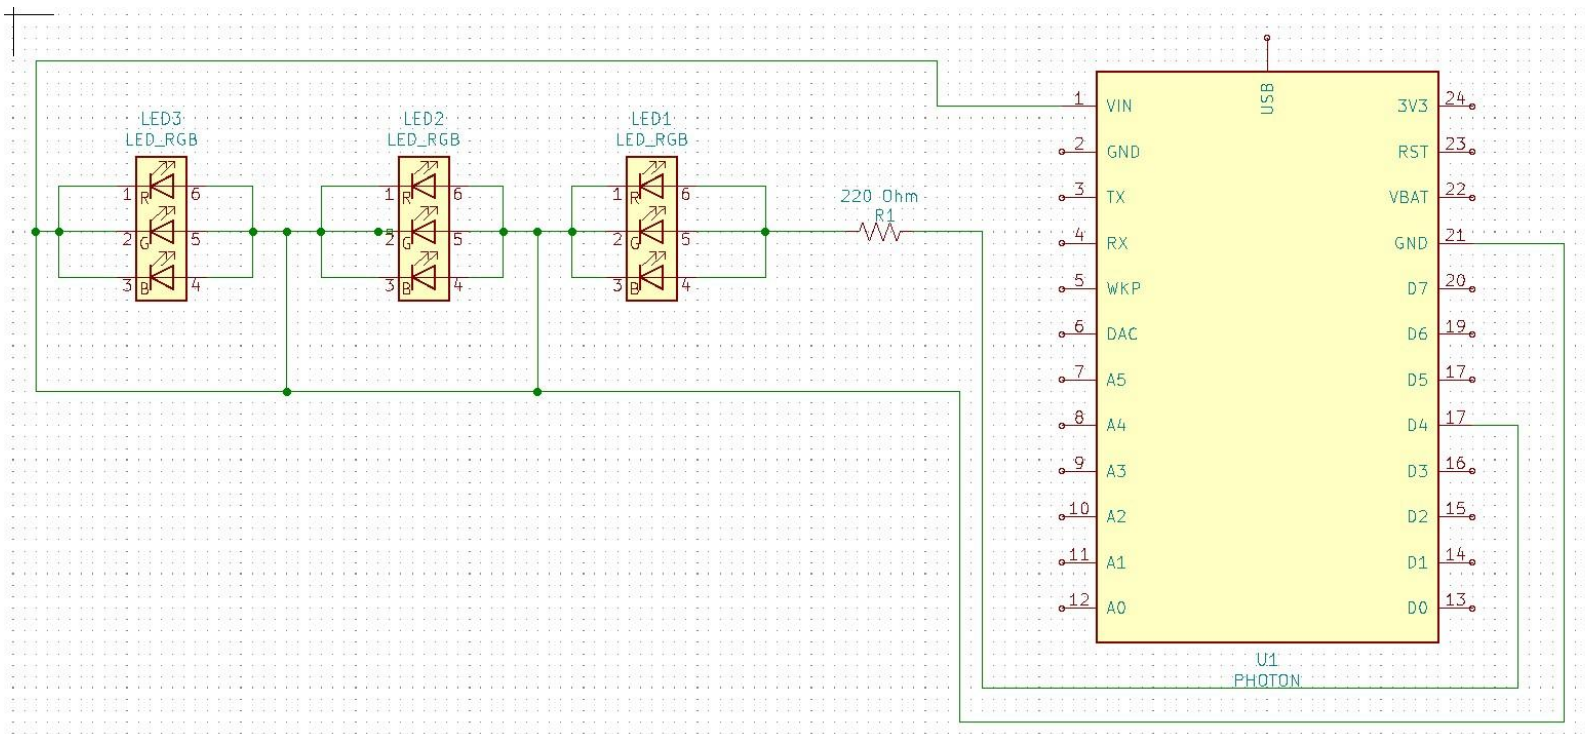 LED3
LED_RGB
1 R 6
2 G 5
3 B 4
LED2
LED_RGB
1 R 6
2 G 5
3 B 4
LED1
LED_RGB
1 R 6
2 G 5
3 B 4
220 Ohm
R1
USB
1 VIN
2 GND
3 TX
4 RX
5 WKP
6 DAC
7 A5
8 A4
9 A3
10 A2
11 A1
12 A0
3V3 24
RST 23
VBAT 22
GND 21
D7 20
D6 19
D5 17
D4 17
D3 16
D2 15
D1 14
D0 13
U1
PHOTON